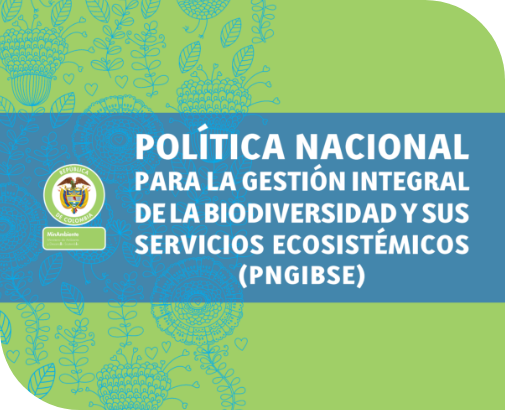 POLÍTICA NACIONAL
PARA LA GESTIÓN INTEGRAL
DE LA BIODIVERSIDAD Y SUS
SERVICIOS ECOSISTÉMICOS
(PNGIBSE)
REPÚBLICA
DE COLOMBIA
MinAmbiente